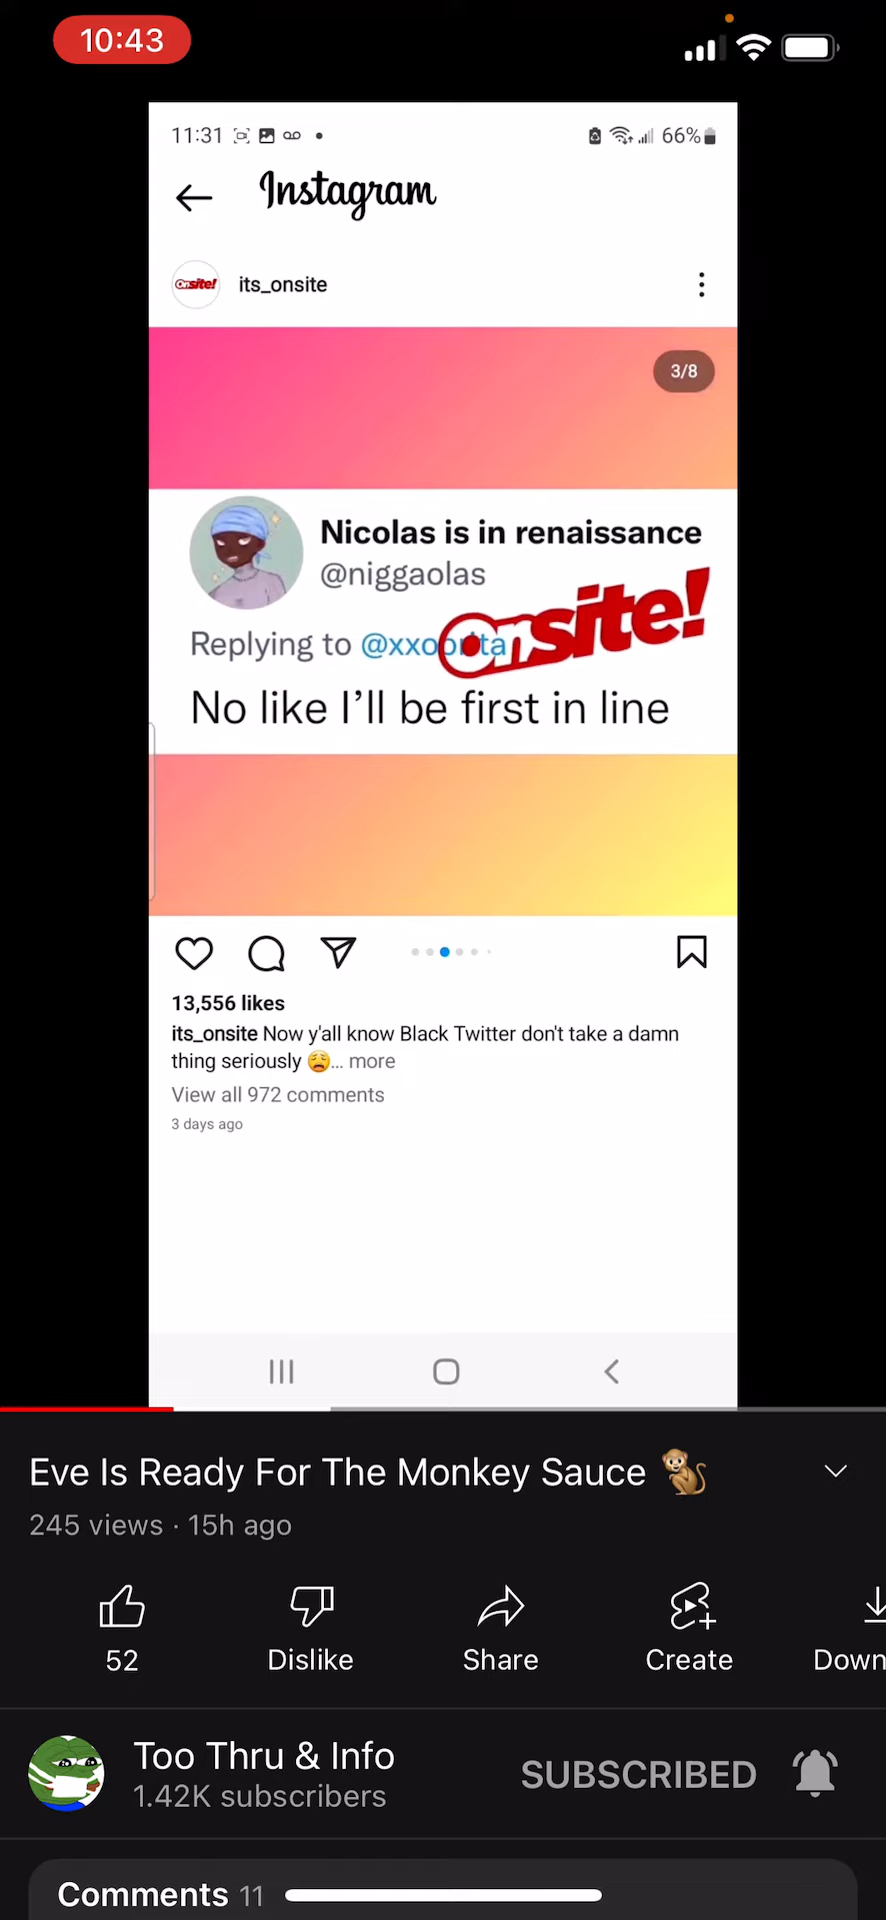 10:43
11:31
66%
Instagram
Onsite!
its_onsite
3/8
Nicolas is in renaissance
@niggaolas
Onsite!
Replying to
No like I'll be first in line
13,556 likes
its_onsite Now y'all know Black Twitter don't take a damn
thing seriously 😩... more
View all 972 comments
3 days ago
Eve Is Ready For The Monkey Sauce 🐒
245 views · 15h ago
52
Dislike
Share
Create
Down
Too Thru & Info
1.42K subscribers
SUBSCRIBED
Comments 11